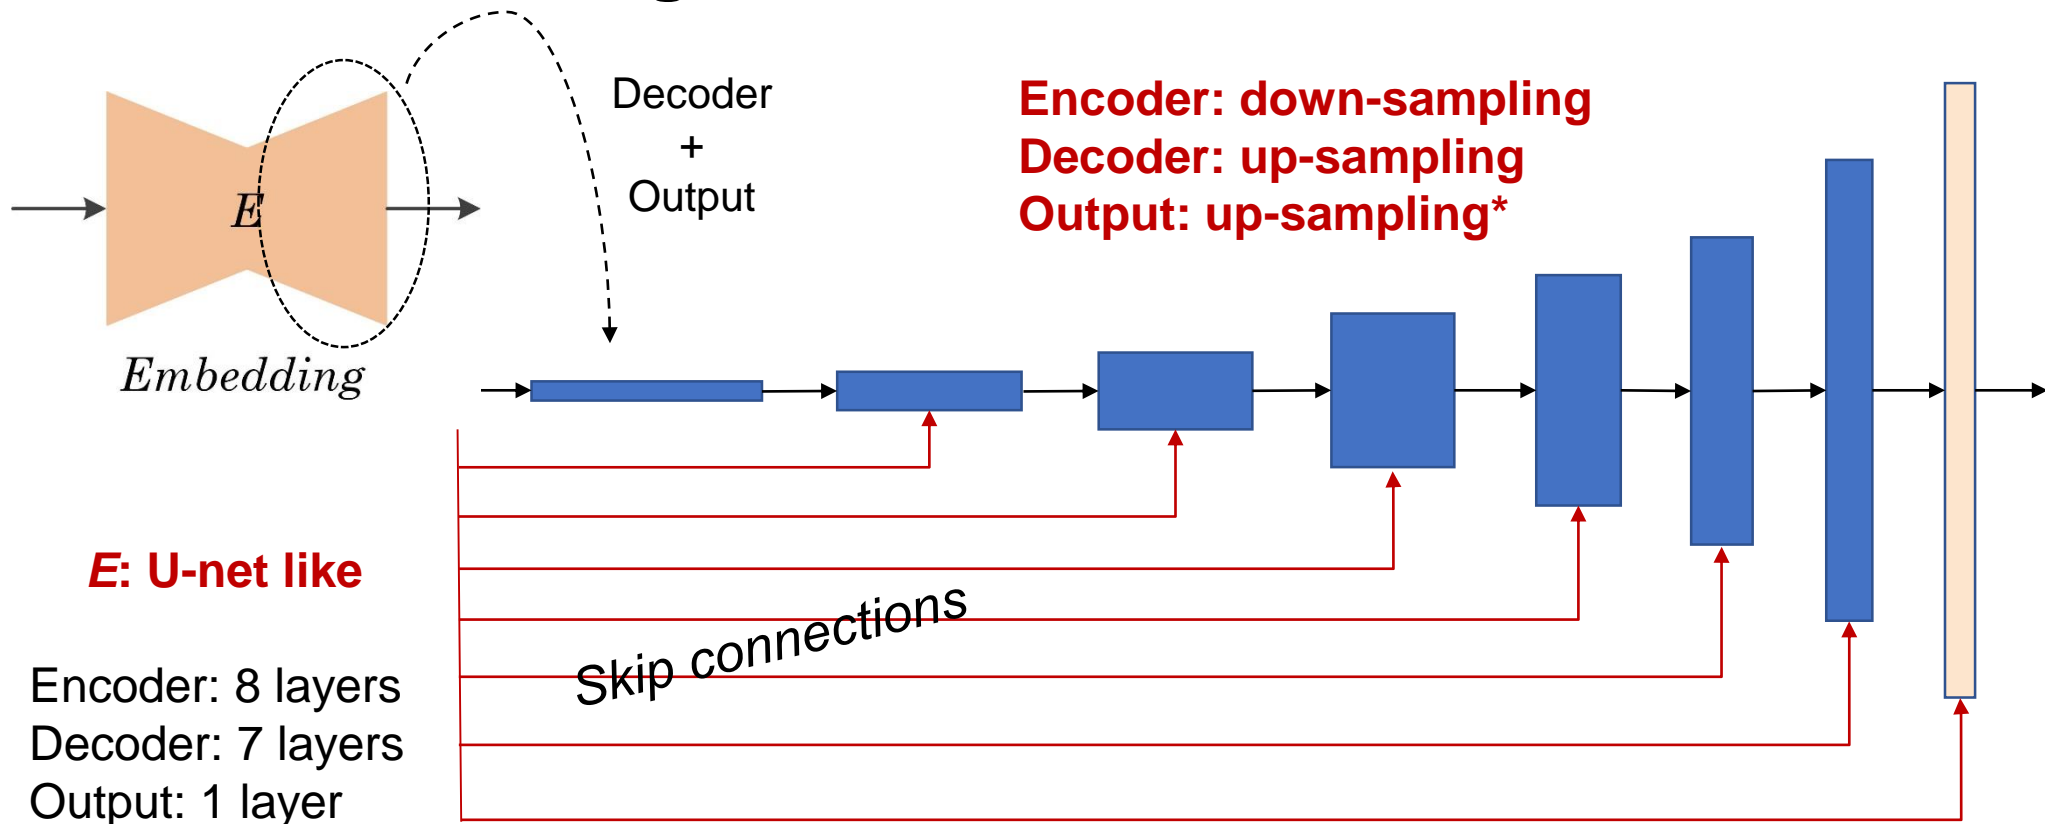 Decoder
+
Output
Encoder: down-sampling
Decoder: up-sampling
Output: up-sampling*
E
Embedding
E: U-net like
Skip connections
Encoder: 8 layers
Decoder: 7 layers
Output: 1 layer